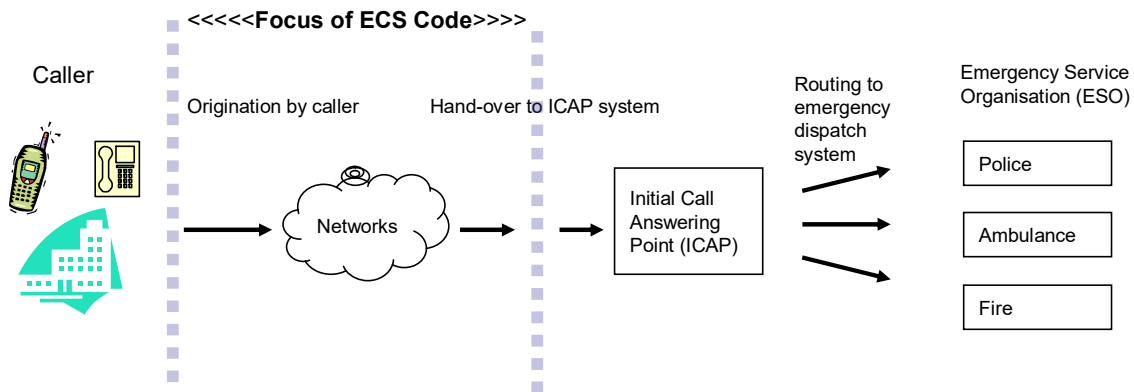 <<<<<Focus of ECS Code>>>>
Caller
Origination by caller
Hand-over to ICAP system
Routing to
emergency
dispatch
system
Emergency Service
Organisation (ESO)
Networks
Initial Call
Answering
Point (ICAP)
Police
Ambulance
Fire